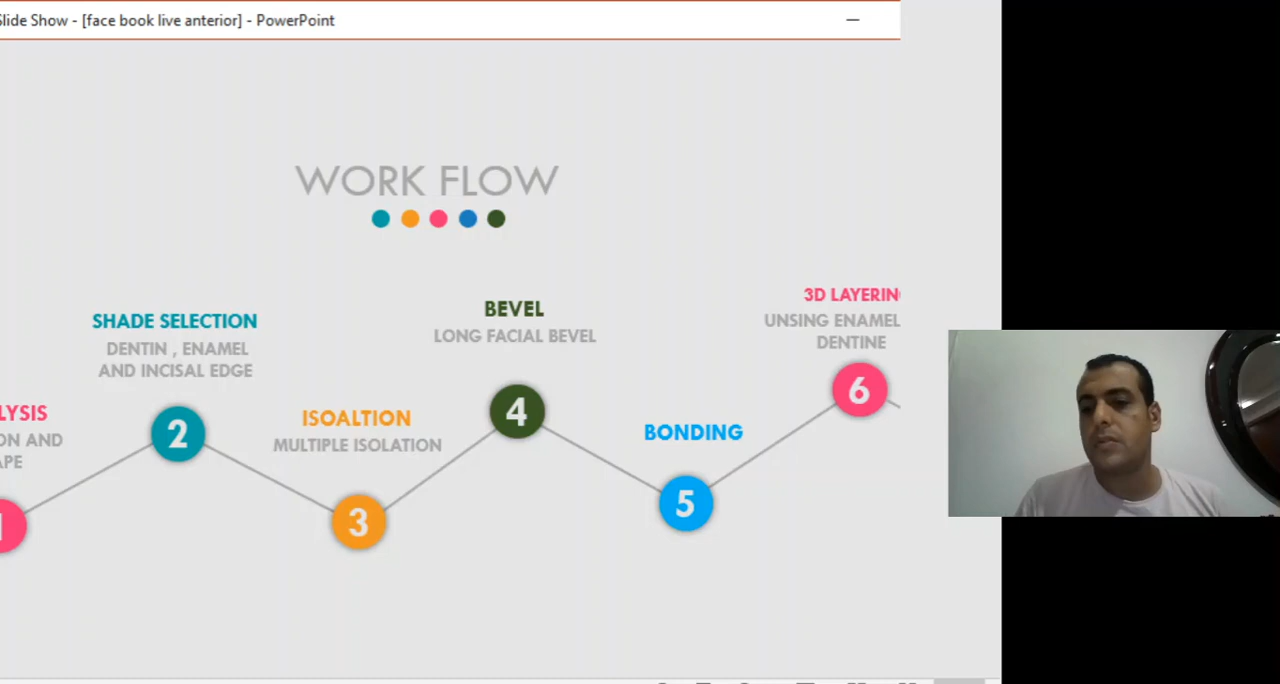 Slide Show - [face book live anterior] - PowerPoint
WORK FLOW
LYSIS
ON AND
APE
1
SHADE SELECTION
DENTIN , ENAMEL
AND INCISAL EDGE
2
ISOALTION
MULTIPLE ISOLATION
3
BEVEL
LONG FACIAL BEVEL
4
BONDING
5
3D LAYERIN
UNSING ENAMEL
DENTINE
6